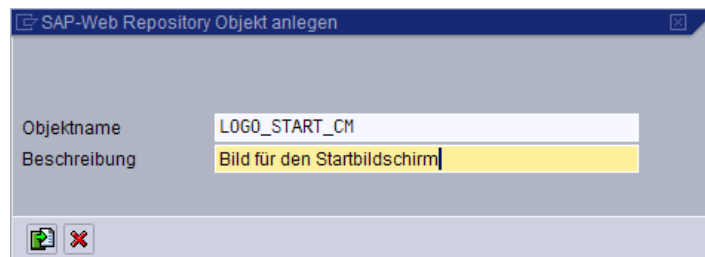 SAP-Web Repository Objekt anlegen
Objektname LOGO_START_CM
Beschreibung Bild für den Startbildschirm